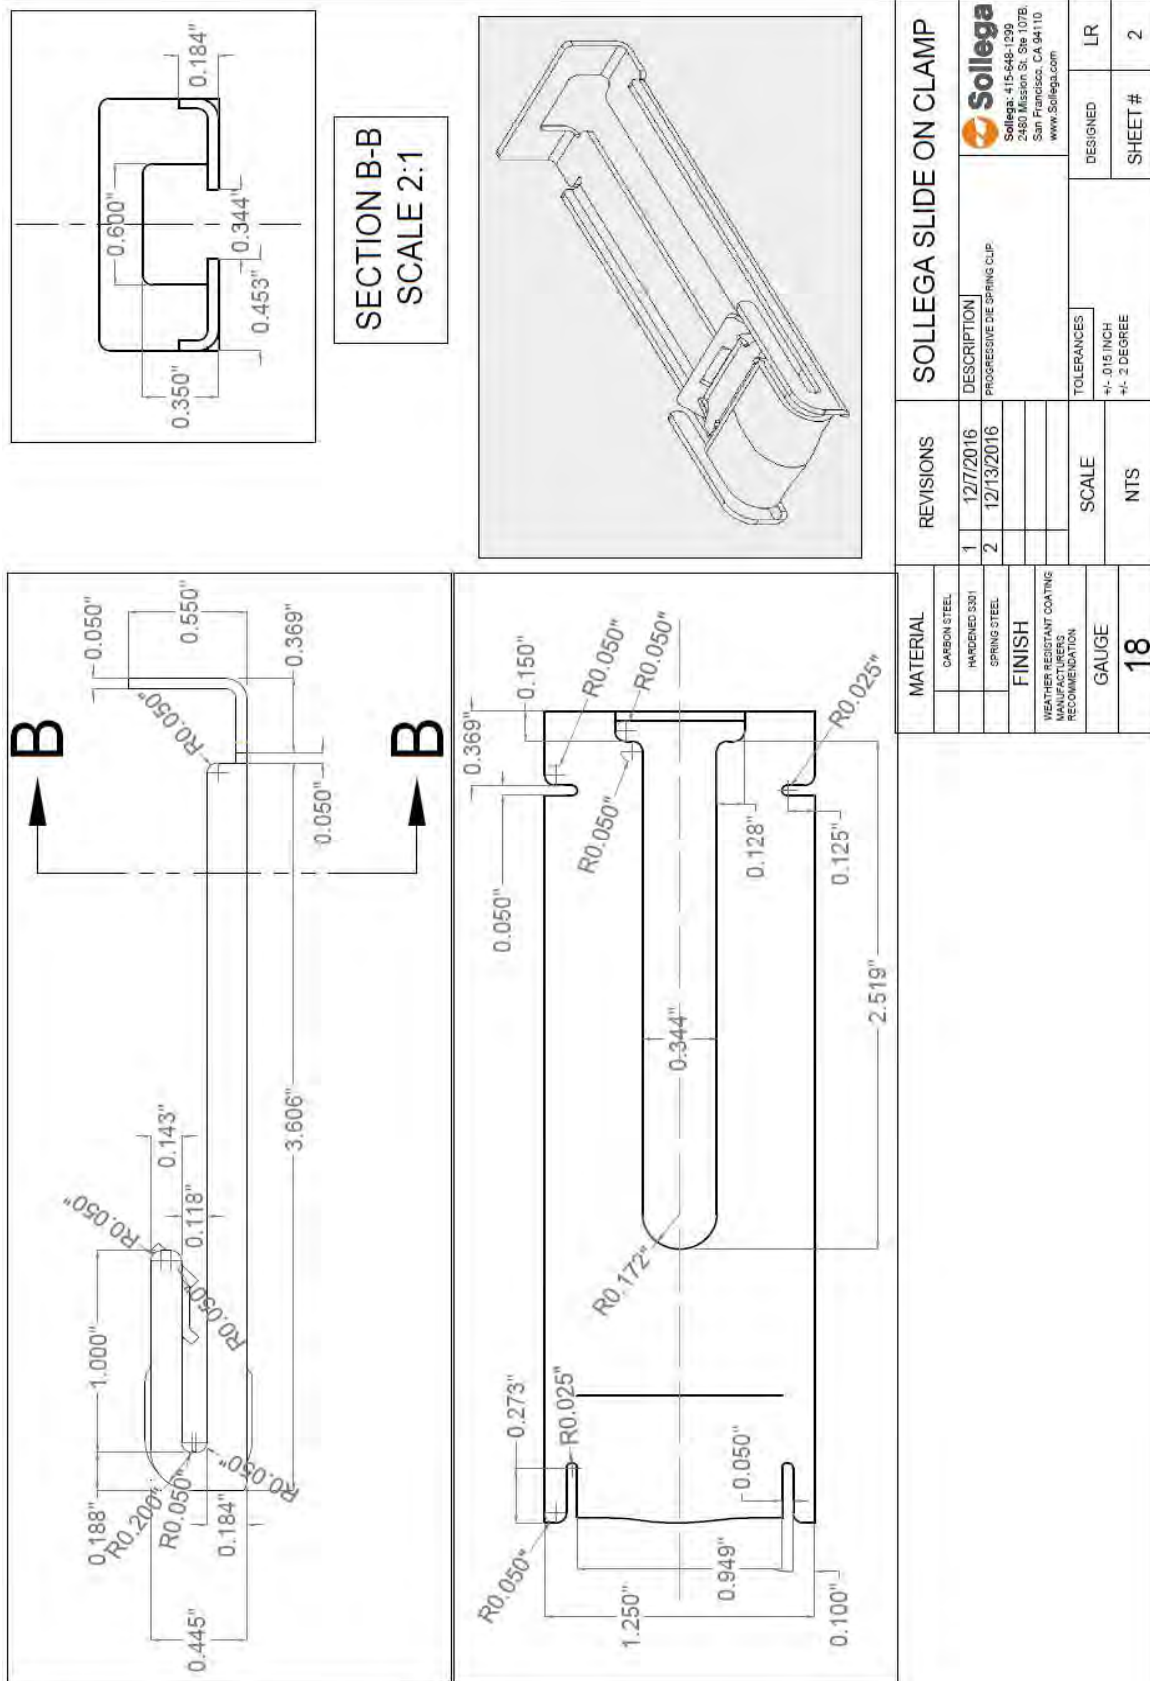 0.188"
1.000"
R0.050"
0.143"
0.118"
R0.050"
R0.200"
R0.050"
R0.050"
0.445"
0.184"
3.606"
B
B
R0.050"
0.050"
0.550"
0.369"
0.050"
0.350"
0.600"
0.184"
0.453"
0.344"
SECTION B-B
SCALE 2:1
R0.050"
0.273"
R0.025"
0.050"
0.949"
1.250"
0.100"
R0.172"
0.344"
2.519"
0.050"
0.369"
0.150"
R0.050"
R0.050"
R0.050"
0.128"
0.125"
R0.025"
MATERIAL
CARBON STEEL
HARDENED S301
SPRING STEEL
FINISH
WEATHER RESISTANT COATING
MANUFACTURERS
RECOMMENDATION
GAUGE
18
REVISIONS
1 12/7/2016
2 12/13/2016
SCALE
NTS
SOLLEGA SLIDE ON CLAMP
DESCRIPTION
PROGRESSIVE DIE SPRING CLIP
Sollega
Sollega: 415-648-1299
2480 Mission St. Ste 107B,
San Francisco, CA 94110
www.Sollega.com
TOLERANCES
+/- .015 INCH
+/- 2 DEGREE
DESIGNED
LR
SHEET #
2